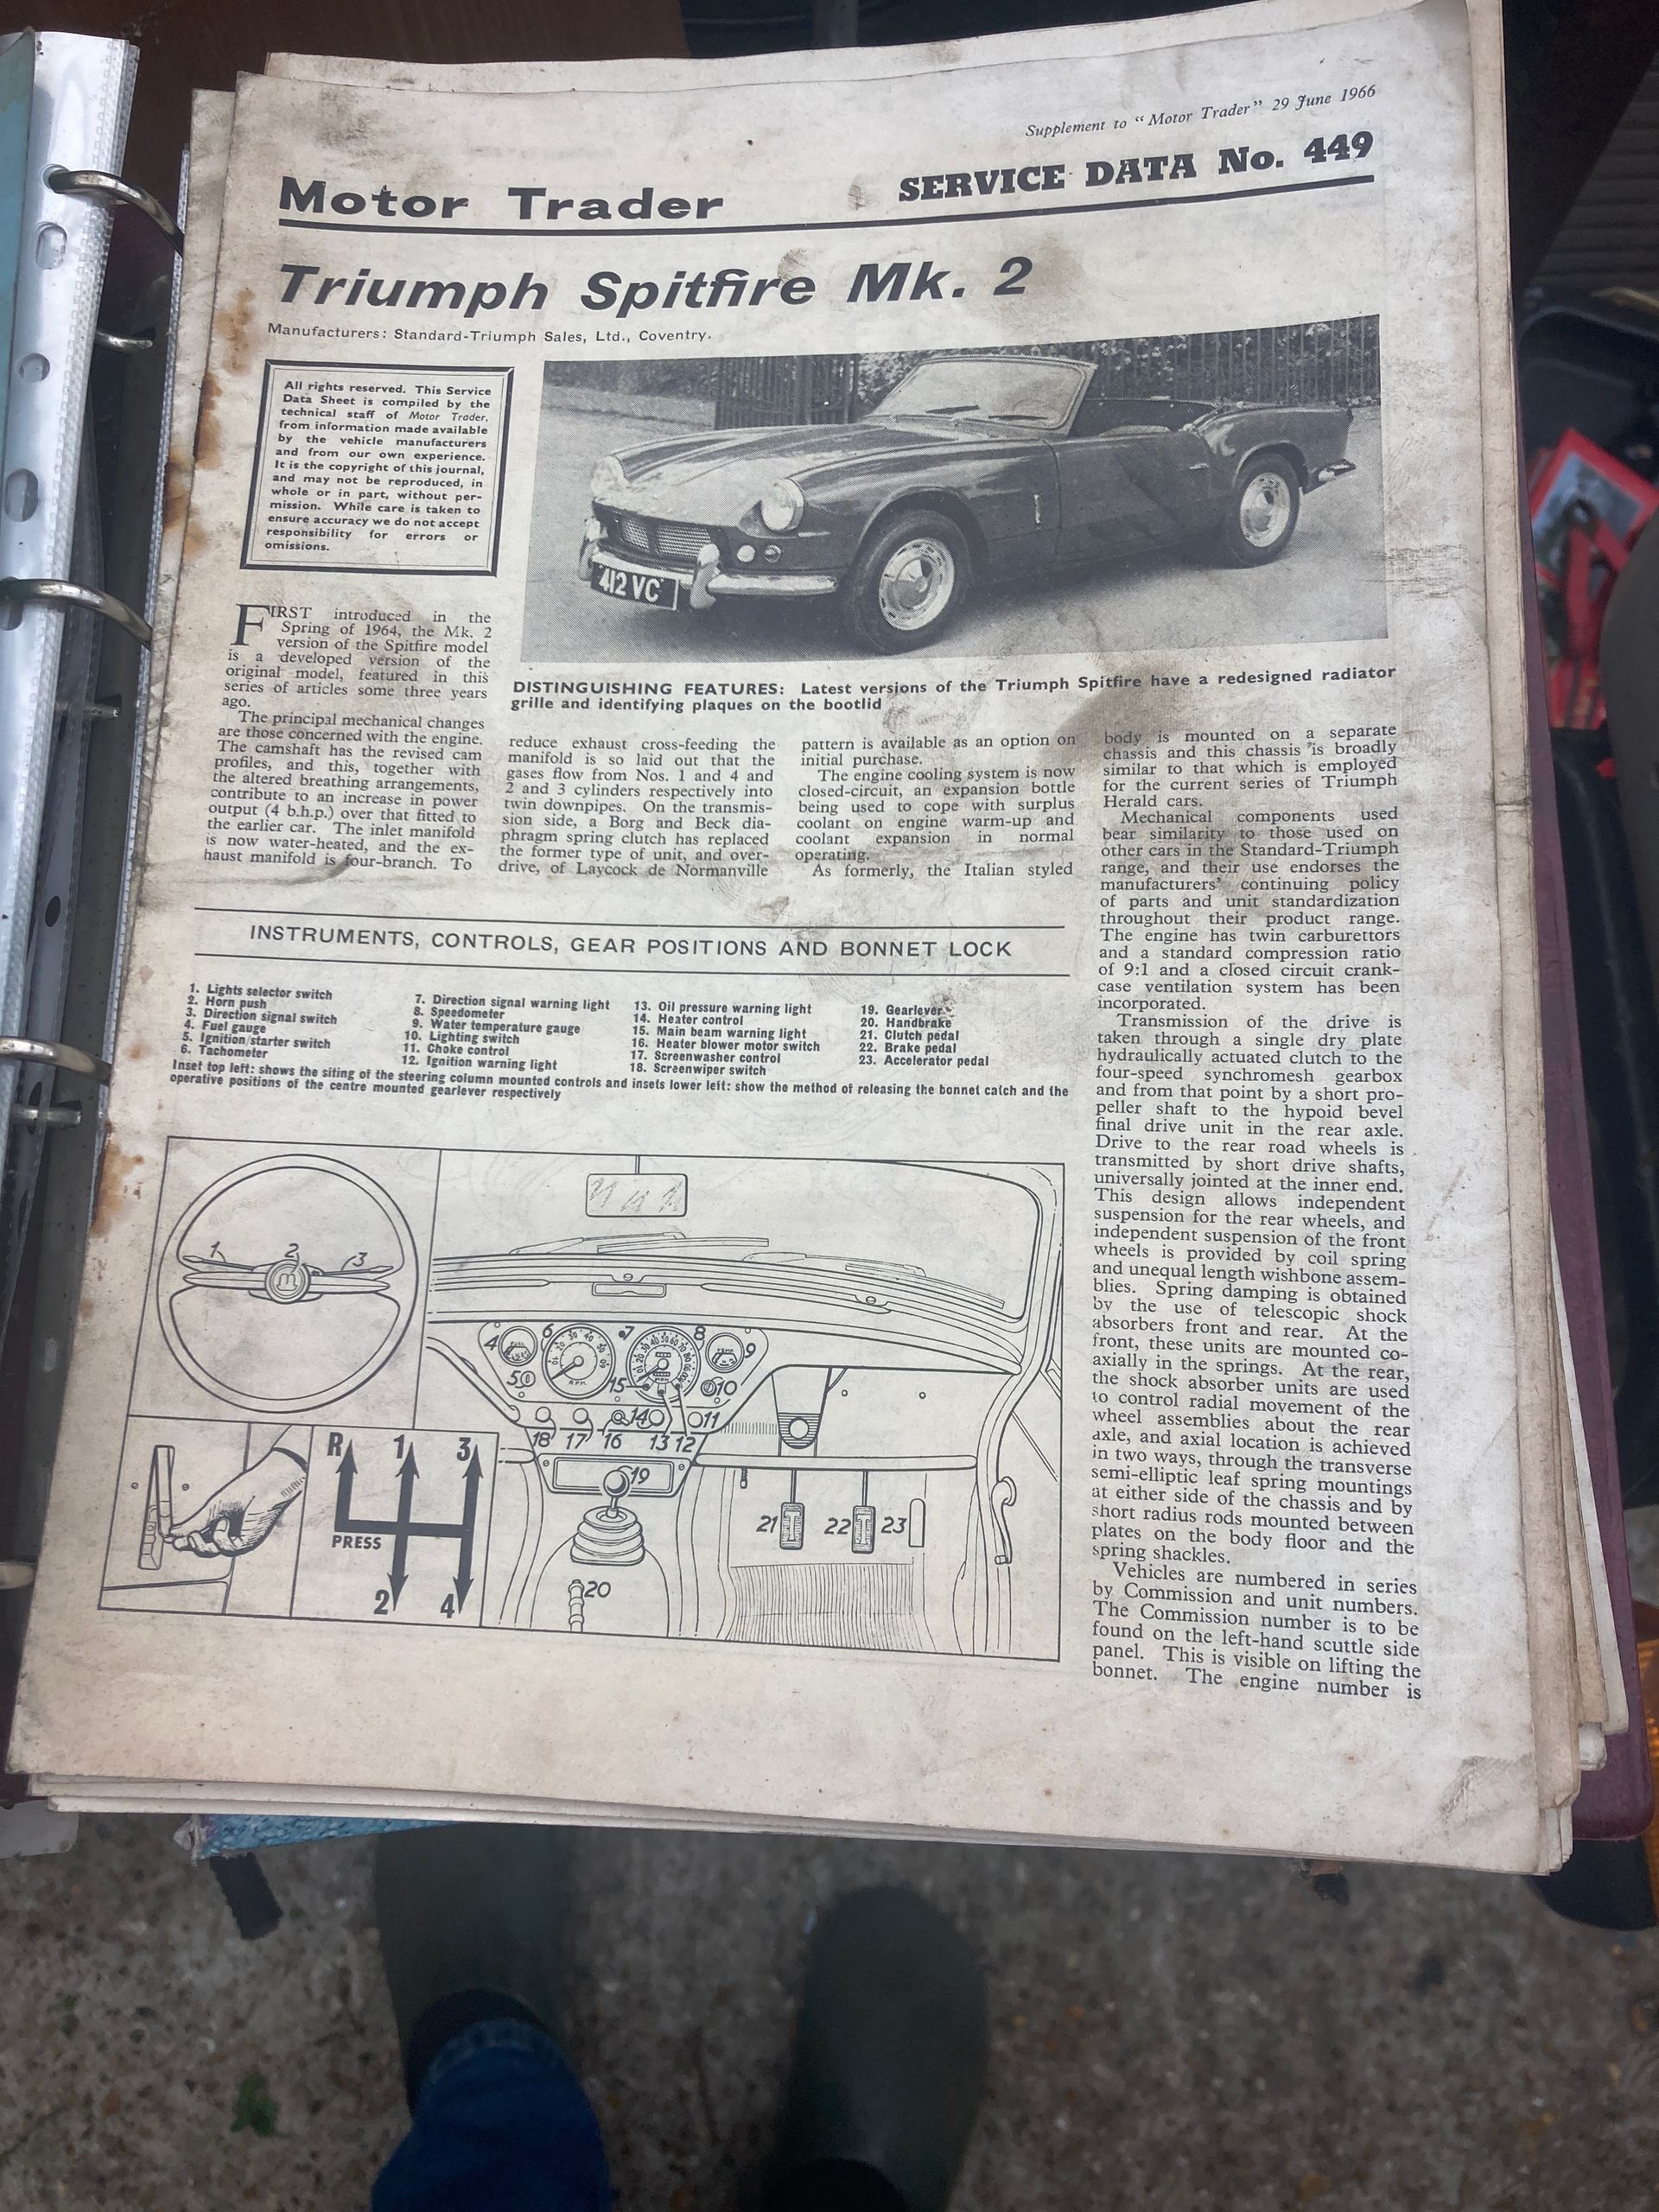 Supplement to "Motor Trader" 29 June 1966
Motor Trader
SERVICE DATA No. 449
Triumph Spitfire Mk. 2
Manufacturers: Standard-Triumph Sales, Ltd., Coventry.
All rights reserved. This Service
Data Sheet is compiled by the
technical staff of Motor Trader,
from information made available
by the vehicle manufacturers
and from our own experience.
It is the copyright of this journal,
and may not be reproduced, in
whole or in part, without per-
mission. While care is taken to
ensure accuracy we do not accept
responsibility for errors or
omissions.
412 VC
DISTINGUISHING FEATURES: Latest versions of the Triumph Spitfire have a redesigned radiator
grille and identifying plaques on the bootlid
FIRST introduced in the
Spring of 1964, the Mk. 2
version of the Spitfire model
is a developed version of the
original model, featured in this
series of articles some three years
ago.
The principal mechanical changes
are those concerned with the engine.
The camshaft has the revised cam
profiles, and this, together with
the altered breathing arrangements,
contribute to an increase in power
output (4 b.h.p.) over that fitted to
the earlier car. The inlet manifold
is now water-heated, and the ex-
haust manifold is four-branch. To
reduce exhaust cross-feeding the
manifold is so laid out that the
gases flow from Nos. 1 and 4 and
2 and 3 cylinders respectively into
twin downpipes. On the transmis-
sion side, a Borg and Beck dia-
phragm spring clutch has replaced
the former type of unit, and over-
drive, of Laycock de Normanville
pattern is available as an option on
initial purchase.
The engine cooling system is now
closed-circuit, an expansion bottle
being used to cope with surplus
coolant on engine warm-up and
coolant expansion in normal
operating.
As formerly, the Italian styled
body is mounted on a separate
chassis and this chassis is broadly
similar to that which is employed
for the current series of Triumph
Herald cars.
Mechanical components used
bear similarity to those used on
other cars in the Standard-Triumph
range, and their use endorses the
manufacturers' continuing policy
of parts and unit standardization
throughout their product range.
The engine has twin carburettors
and a standard compression ratio
of 9:1 and a closed circuit crank-
case ventilation system has been
incorporated.
Transmission of the drive is
taken through a single dry plate
hydraulically actuated clutch to the
four-speed synchromesh gearbox
and from that point by a short pro-
peller shaft to the hypoid bevel
final drive unit in the rear axle.
Drive to the rear road wheels is
transmitted by short drive shafts,
universally jointed at the inner end.
This design allows independent
suspension for the rear wheels, and
independent suspension of the front
wheels is provided by coil spring
and unequal length wishbone assem-
blies. Spring damping is obtained
by the use of telescopic shock
absorbers front and rear. At the
front, these units are mounted co-
axially in the springs. At the rear,
the shock absorber units are used
to control radial movement of the
wheel assemblies about the rear
axle, and axial location is achieved
in two ways, through the transverse
semi-elliptic leaf spring mountings
at either side of the chassis and by
short radius rods mounted between
plates on the body floor and the
spring shackles.
Vehicles are numbered in series
by Commission and unit numbers.
The Commission number is to be
found on the left-hand scuttle side
panel. This is visible on lifting the
bonnet. The engine number is
INSTRUMENTS, CONTROLS, GEAR POSITIONS AND BONNET LOCK
1. Lights selector switch
2. Horn push
3. Direction signal switch
4. Fuel gauge
5. Ignition/starter switch
6. Tachometer
7. Direction signal warning light
8. Speedometer
9. Water temperature gauge
10. Lighting switch
11. Choke control
12. Ignition warning light
13. Oil pressure warning light
14. Heater control
15. Main beam warning light
16. Heater blower motor switch
17. Screenwasher control
18. Screenwiper switch
19. Gearlever
20. Handbrake
21. Clutch pedal
22. Brake pedal
23. Accelerator pedal
Inset top left: shows the siting of the steering column mounted controls and insets lower left: show the method of releasing the bonnet catch and the
operative positions of the centre mounted gearlever respectively
1 2 3
4 6 7 8 9
5 15 10
18 17 16 14 13 12 11
19
20
21 22 23
R 1 3
PRESS
2 4